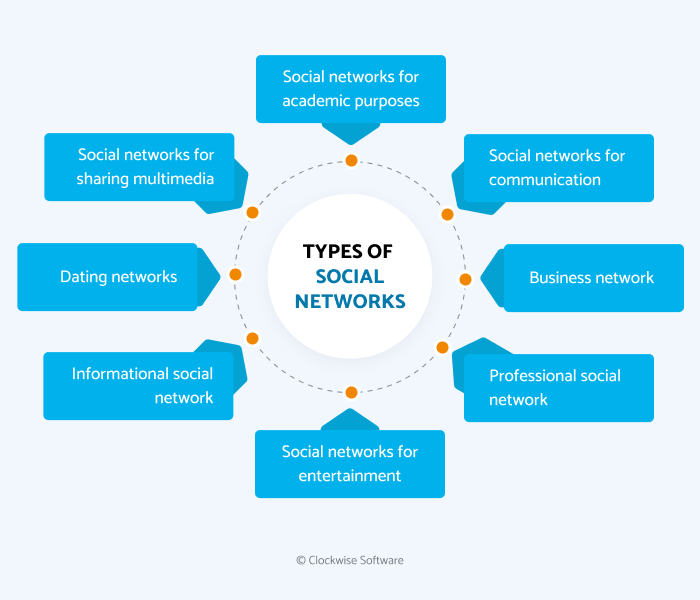 Social networks for
academic purposes
Social networks for
sharing multimedia
Social networks for
communication
TYPES OF
SOCIAL
NETWORKS
Dating networks
Business network
Informational social
network
Professional social
network
Social networks for
entertainment
© Clockwise Software